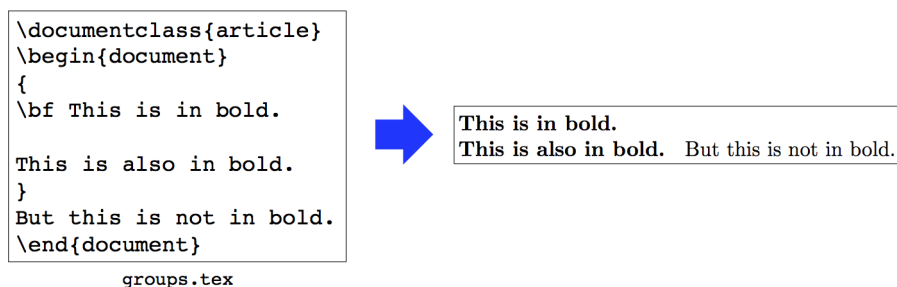 \documentclass{article}
\begin{document}
{
\bf This is in bold.
This is also in bold.
}
But this is not in bold.
\end{document}
groups.tex
This is in bold.
This is also in bold. But this is not in bold.